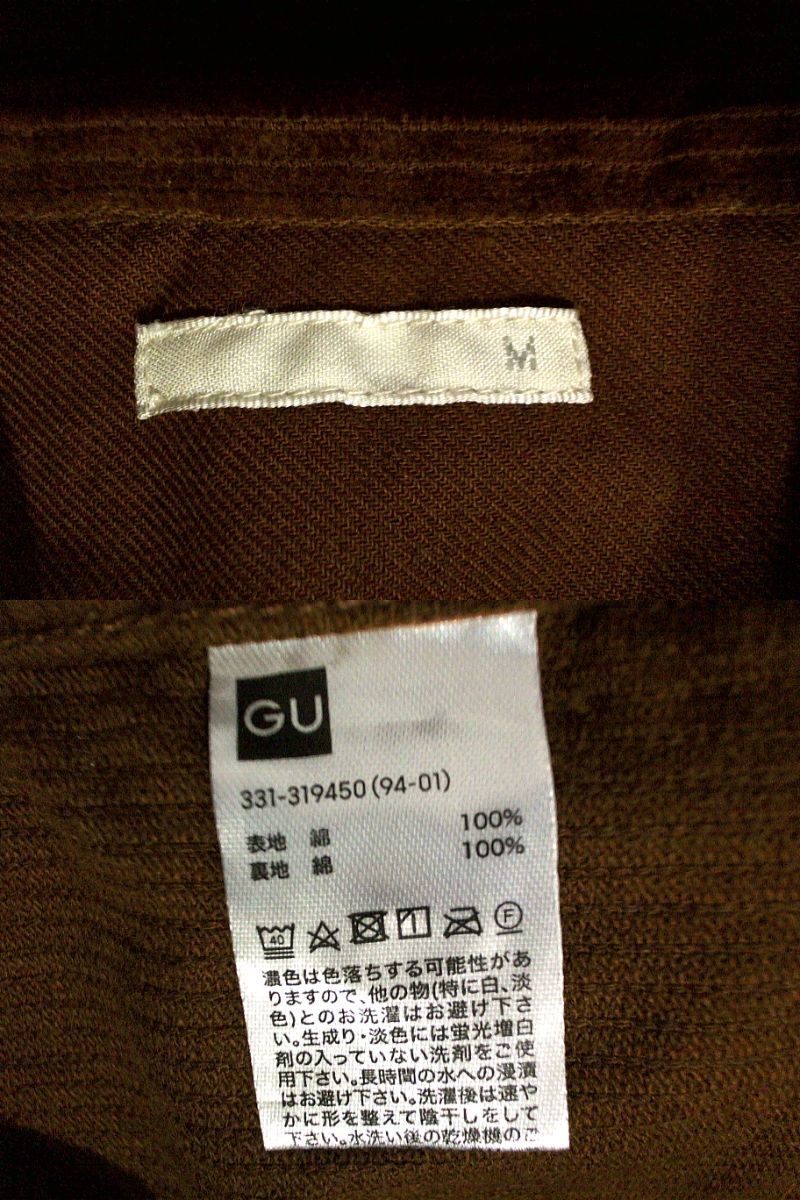 M
GU
331-319450(94-01)
表地 綿 100%
裏地 綿 100%
40
F
濃色は色落ちする可能性があ
りますので、他の物(特に白、淡
色)とのお洗濯はお避け下さ
い。生成り・淡色には蛍光増白
剤の入っていない洗剤をご使
用下さい。長時間の水への浸漬
はお避け下さい。洗濯後は速や
かに形を整えて陰干しをして
下さい。水洗い後の乾燥機のご